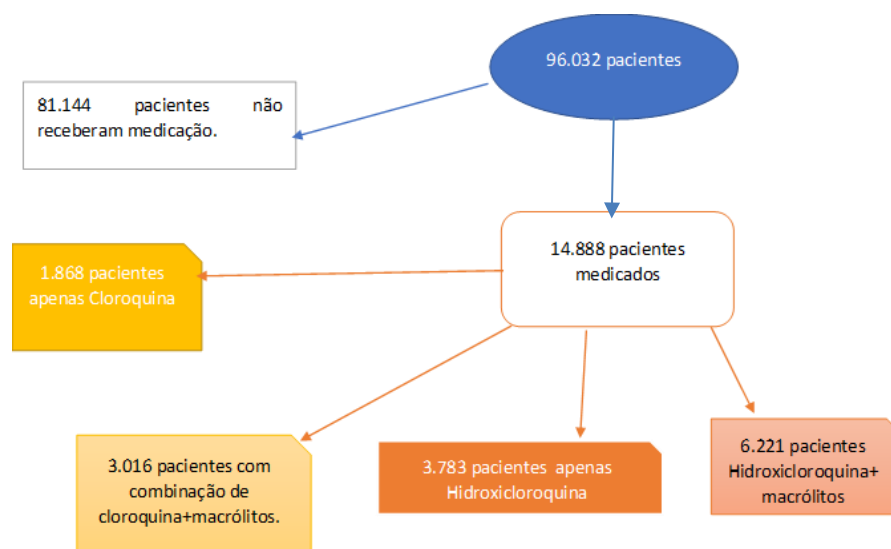 96.032 pacientes
81.144 pacientes não
receberam medicação.
14.888 pacientes
medicados
1.868 pacientes
apenas Cloroquina
3.016 pacientes com
combinação de
cloroquina+macrólitos.
3.783 pacientes apenas
Hidroxicloroquina
6.221 pacientes
Hidroxicloroquina+
macrólitos